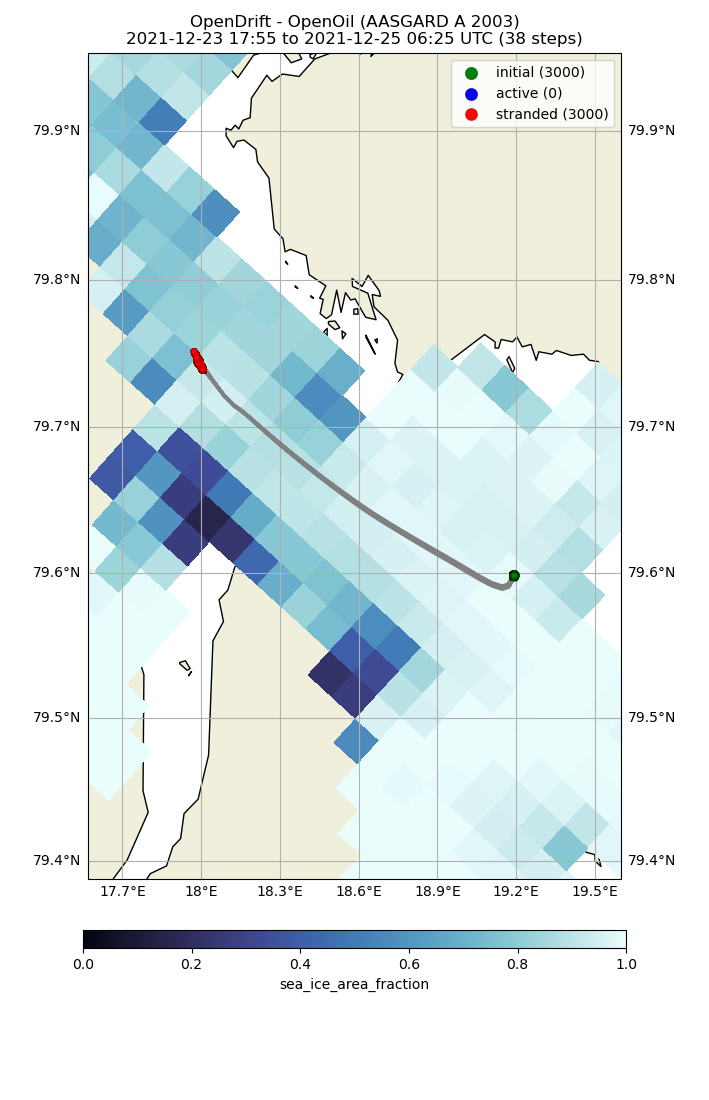 OpenDrift - OpenOil (AASGARD A 2003)
2021-12-23 17:55 to 2021-12-25 06:25 UTC (38 steps)
initial (3000)
active (0)
stranded (3000)
79.9°N 79.9°N
79.8°N 79.8°N
79.7°N 79.7°N
79.6°N 79.6°N
79.5°N 79.5°N
79.4°N 79.4°N
17.7°E 18°E 18.3°E 18.6°E 18.9°E 19.2°E 19.5°E
0.0 0.2 0.4 0.6 0.8 1.0
sea_ice_area_fraction